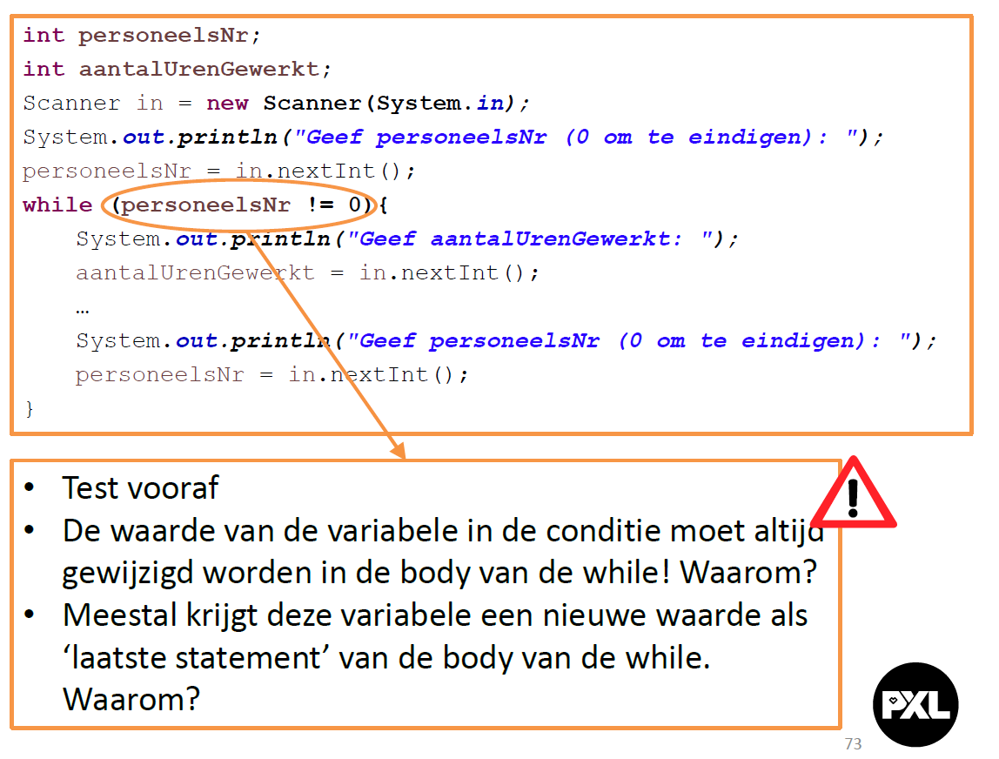 int personeelsNr;
int aantalUrenGewerkt;
Scanner in = new Scanner(System.in);
System.out.println("Geef personeelsNr (0 om te eindigen): ");
personeelsNr = in.nextInt();
while (personeelsNr != 0){
System.out.println("Geef aantalUrenGewerkt: ");
aantalUrenGewerkt = in.nextInt();
…
System.out.println("Geef personeelsNr (0 om te eindigen): ");
personeelsNr = in.nextInt();
}
• Test vooraf
• De waarde van de variabele in de conditie moet altijd
gewijzigd worden in de body van de while! Waarom?
• Meestal krijgt deze variabele een nieuwe waarde als
‘laatste statement’ van de body van de while.
Waarom?
!
PXL
73